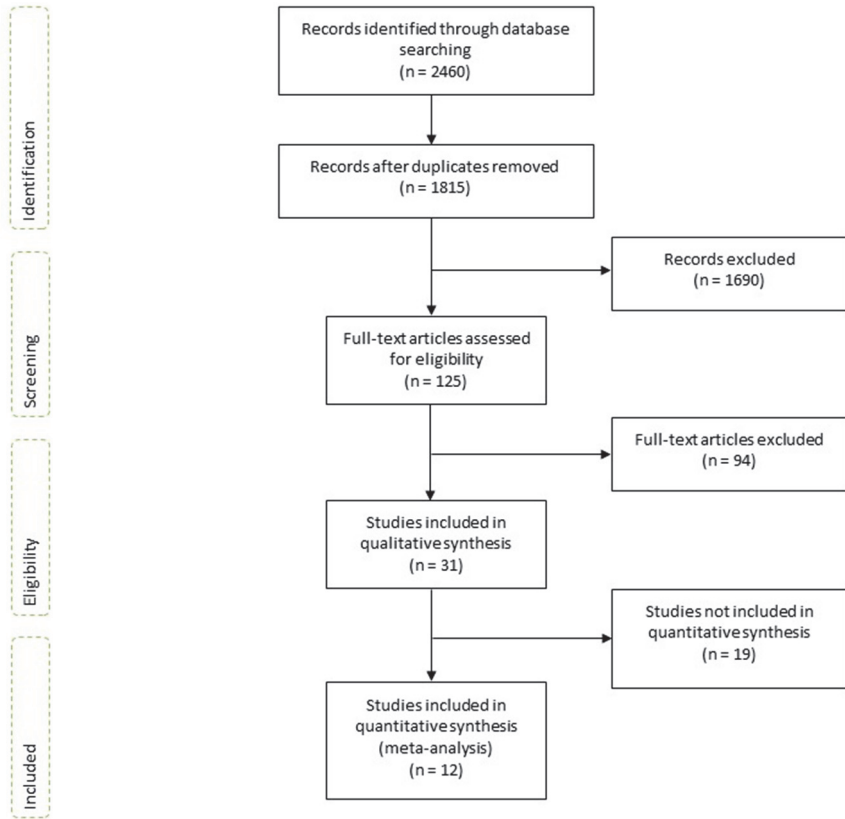 Identification
Records identified through database
searching
(n = 2460)
Records after duplicates removed
(n = 1815)
Screening
Records excluded
(n = 1690)
Full-text articles assessed
for eligibility
(n = 125)
Eligibility
Full-text articles excluded
(n = 94)
Studies included in
qualitative synthesis
(n = 31)
Studies not included in
quantitative synthesis
(n = 19)
Included
Studies included in
quantitative synthesis
(meta-analysis)
(n = 12)